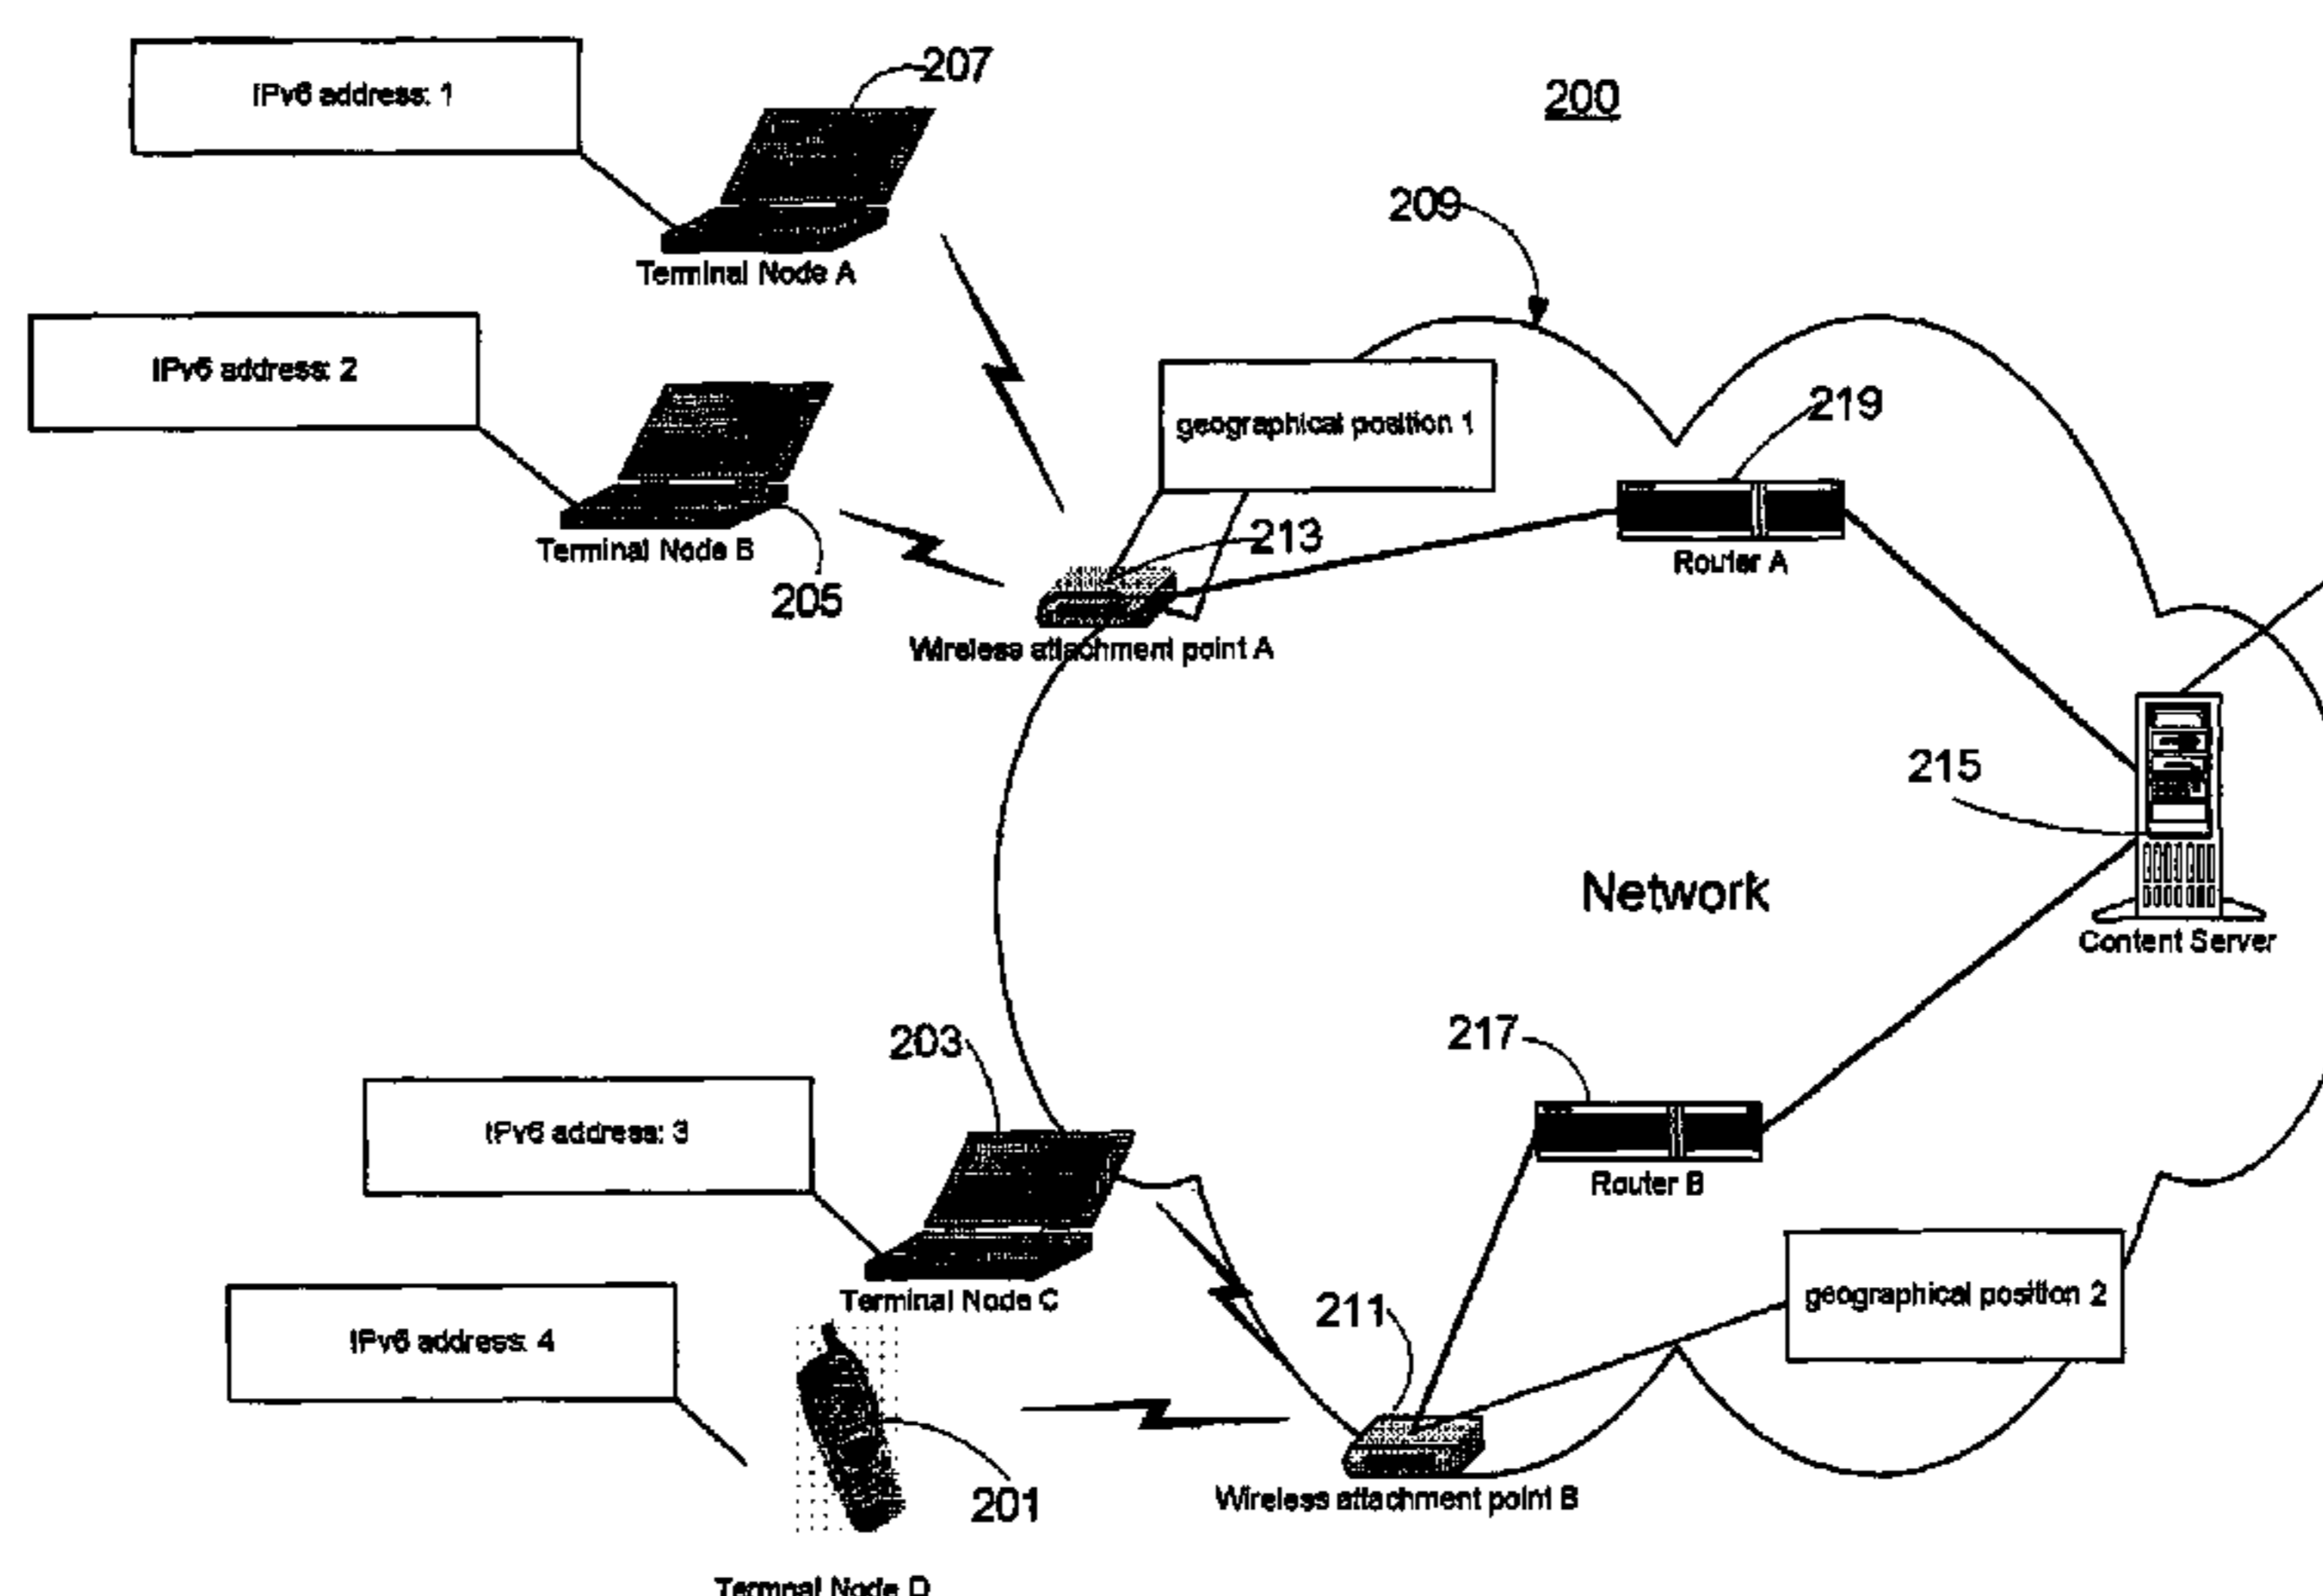 207
IPv6 address: 1
200
Terminal Node A
209
IPv6 address: 2
geographical position 1
219
213
Terminal Node B
Router A
205
Wireless attachment point A
215
Network
Content Server
203
217
IPv6 address: 3
Router B
Terminal Node C
geographical position 2
211
IPv6 address: 4
201
Wireless attachment point B
Terminal Node D